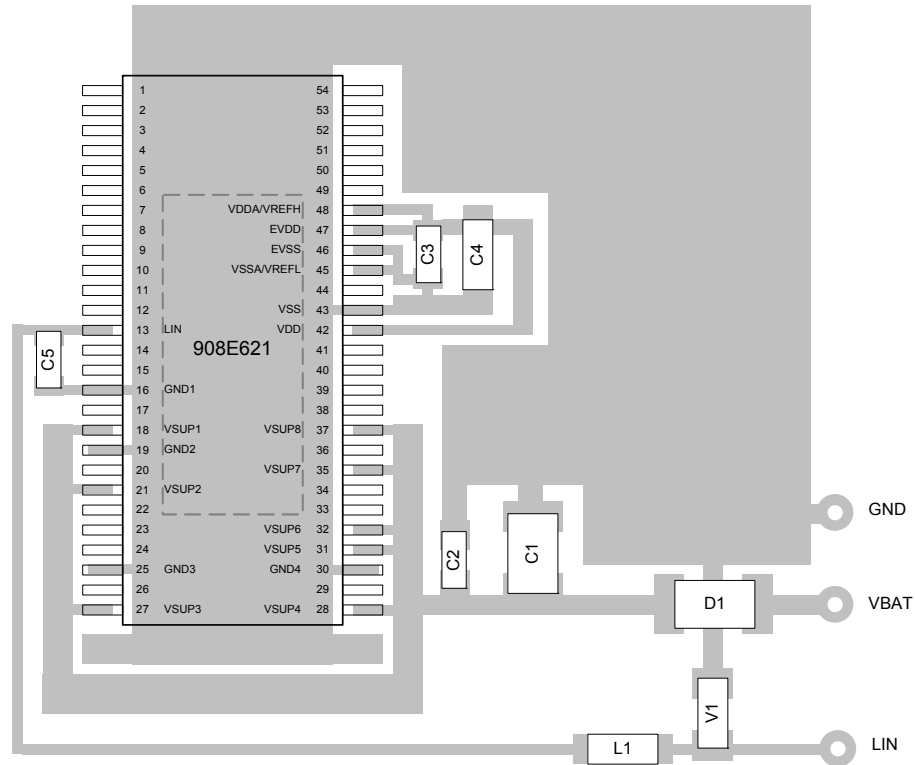 1 54
2 53
3 52
4 51
5 50
6 49
7 VDDA/VREFH 48
8 EVDD 47
9 EVSS 46
10 VSSA/VREFL 45
11 44
12 VSS 43
13 LIN VDD 42
14 908E621 41
15 40
16 GND1 39
17 38
18 VSUP1 VSUP8 37
19 GND2 36
20 VSUP7 35
21 VSUP2 34
22 33
23 VSUP6 32
24 VSUP5 31
25 GND3 GND4 30
26 29
27 VSUP3 VSUP4 28
C3
C4
C5
C2
C1
GND
D1
VBAT
V1
L1
LIN